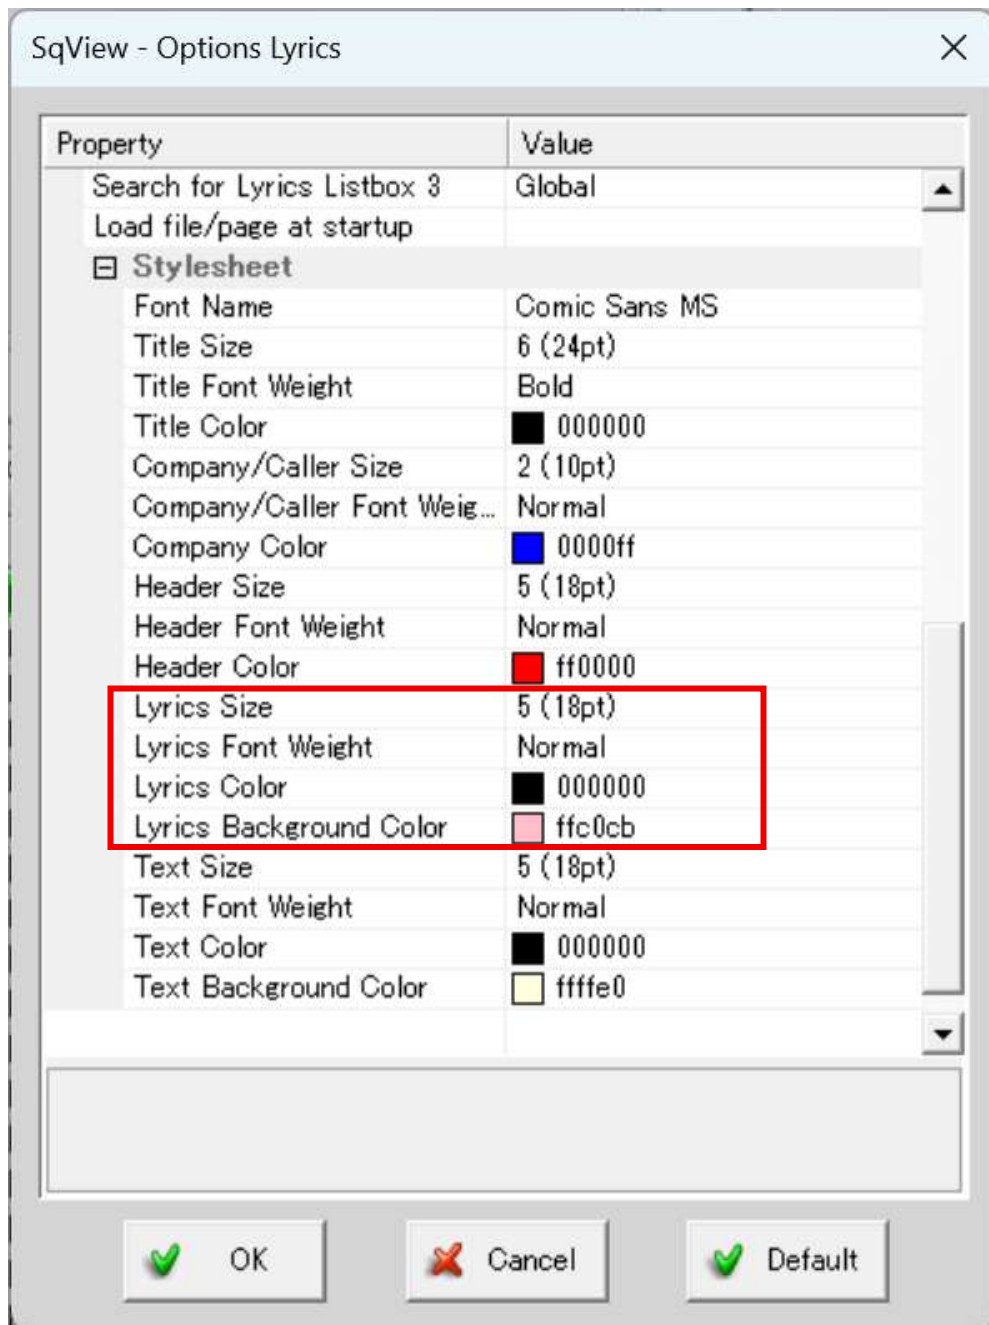 SqView - Options Lyrics
Property Value
Search for Lyrics Listbox 3 Global
Load file/page at startup
Stylesheet
Font Name Comic Sans MS
Title Size 6 (24pt)
Title Font Weight Bold
Title Color 000000
Company/Caller Size 2 (10pt)
Company/Caller Font Weig... Normal
Company Color 0000ff
Header Size 5 (18pt)
Header Font Weight Normal
Header Color ff0000
Lyrics Size 5 (18pt)
Lyrics Font Weight Normal
Lyrics Color 000000
Lyrics Background Color ffc0cb
Text Size 5 (18pt)
Text Font Weight Normal
Text Color 000000
Text Background Color ffffe0
OK Cancel Default